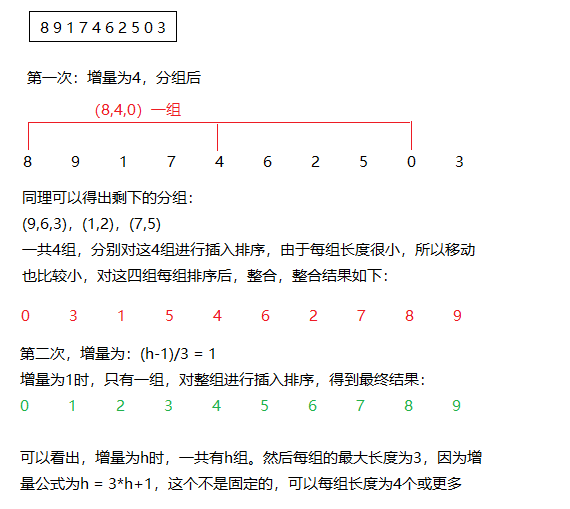 8 9 1 7 4 6 2 5 0 3
第一次：增量为4，分组后
（8,4,0）一组
8 9 1 7 4 6 2 5 0 3
同理可以得出剩下的分组：
(9,6,3)，(1,2)，(7,5)
一共4组，分别对这4组进行插入排序，由于每组长度很小，所以移动
也比较小，对这四组每组排序后，整合，整合结果如下：
0 3 1 5 4 6 2 7 8 9
第二次，增量为：(h-1)/3 = 1
增量为1时，只有一组，对整组进行插入排序，得到最终结果：
0 1 2 3 4 5 6 7 8 9
可以看出，增量为h时，一共有h组。然后每组的最大长度为3，因为增
量公式为h = 3*h+1，这个不是固定的，可以每组长度为4个或更多